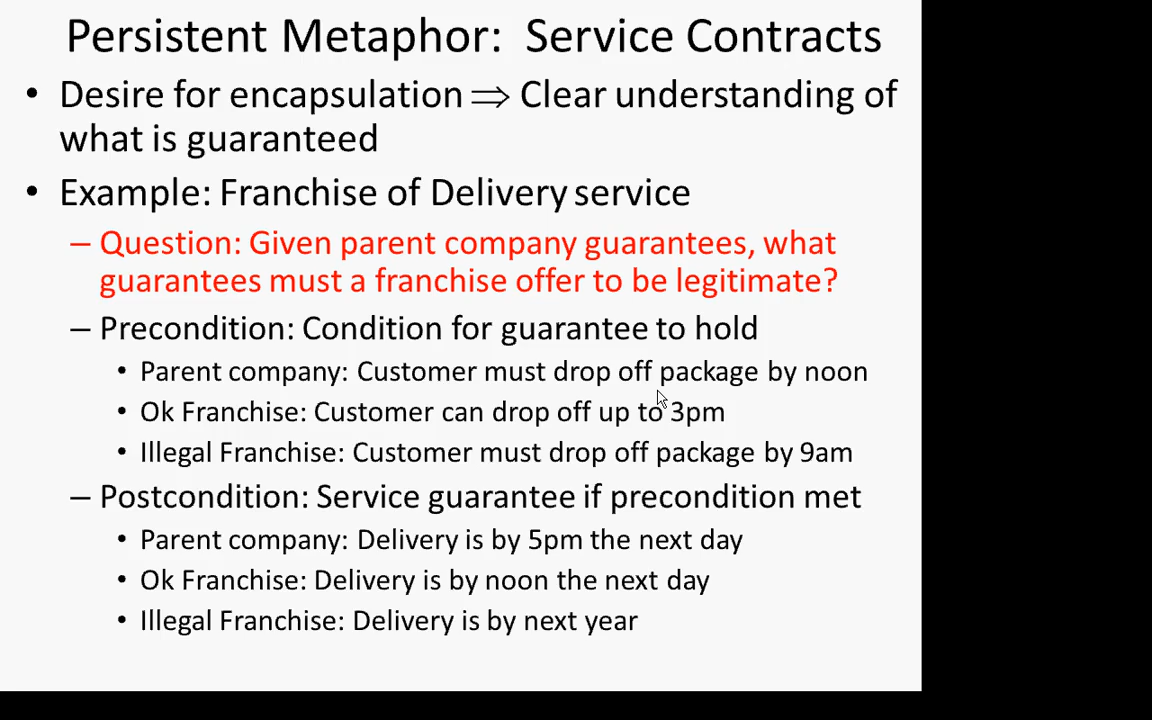 Persistent Metaphor: Service Contracts
• Desire for encapsulation ⇒ Clear understanding of
what is guaranteed
• Example: Franchise of Delivery service
– Question: Given parent company guarantees, what
guarantees must a franchise offer to be legitimate?
– Precondition: Condition for guarantee to hold
• Parent company: Customer must drop off package by noon
• Ok Franchise: Customer can drop off up to 3pm
• Illegal Franchise: Customer must drop off package by 9am
– Postcondition: Service guarantee if precondition met
• Parent company: Delivery is by 5pm the next day
• Ok Franchise: Delivery is by noon the next day
• Illegal Franchise: Delivery is by next year